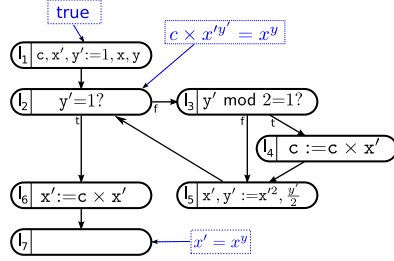 true
l₁ c, x′, y′:=1, x, y
c × x′^y′ = x^y
l₂ y′=1?
f
l₃ y′ mod 2=1?
t
f
t
l₄ c :=c × x′
l₆ x′:=c × x′
l₅ x′, y′ :=x′², y′/2
l₇
x′ = x^y